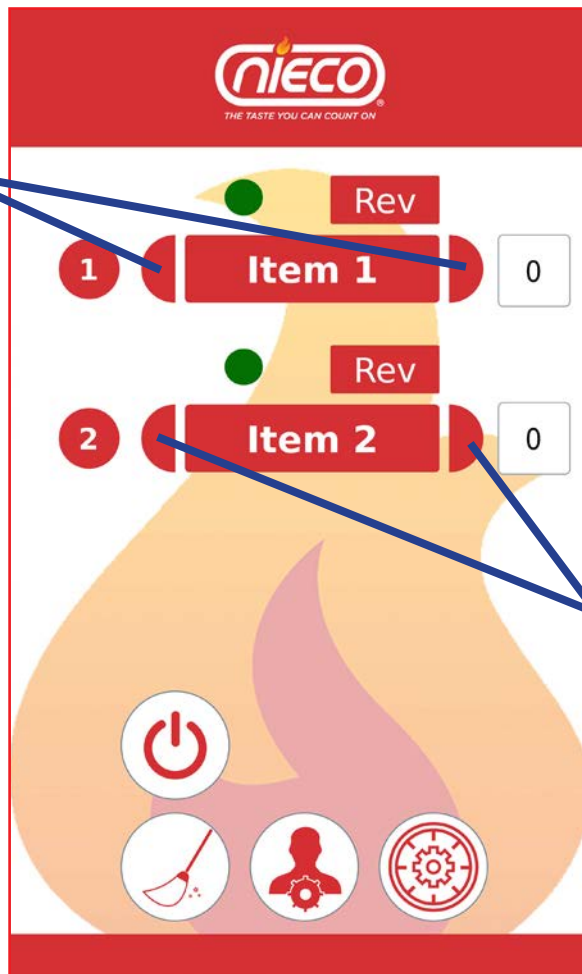 nieco
THE TASTE YOU CAN COUNT ON
Rev
1 Item 1 0
Rev
2 Item 2 0